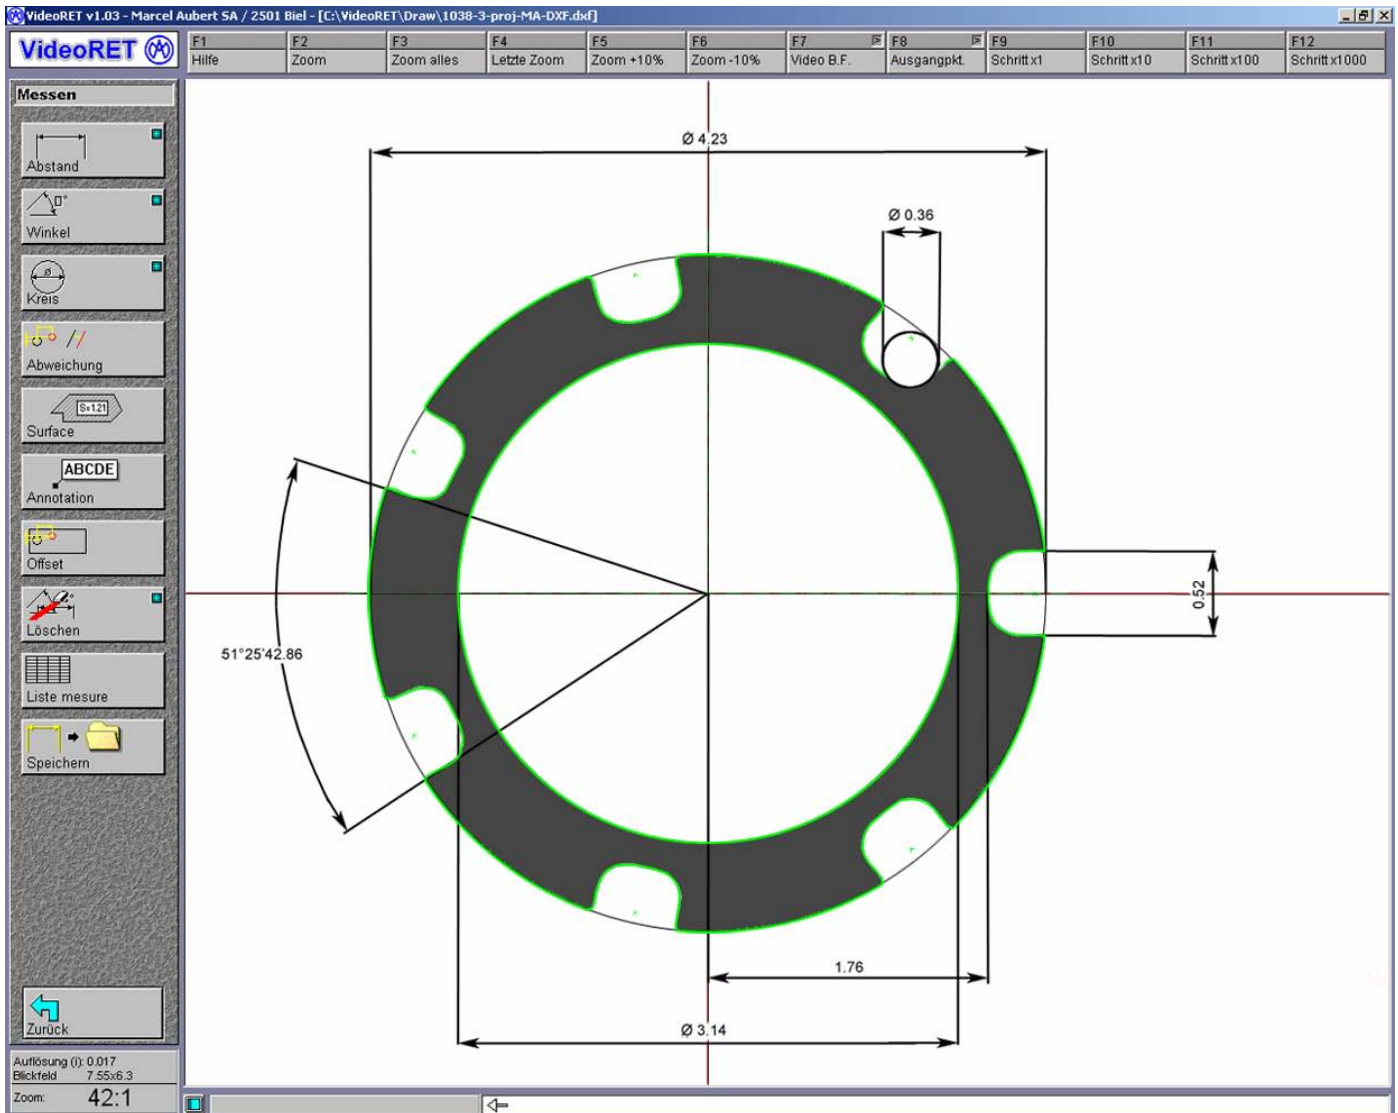 VideoRET v1.03 - Marcel Aubert SA / 2501 Biel - [C:\VideoRET\Draw\1038-3-proj-MA-DXF.dxf]
VideoRET
F1 F2 F3 F4 F5 F6 F7 F8 F9 F10 F11 F12
Hilfe Zoom Zoom alles Letzte Zoom Zoom +10% Zoom -10% Video B.F. Ausgangpkt. Schritt x1 Schritt x10 Schritt x100 Schritt x1000
Messen
Abstand
Winkel
Kreis
Abweichung
S=1.21
Surface
ABCDE
Annotation
Offset
Löschen
Liste mesure
Speichern
Zurück
Auflösung (i): 0.017
Blickfeld 7.55x6.3
Zoom: 42:1
Ø 4.23
Ø 0.36
0.52
51°25'42.86
1.76
Ø 3.14